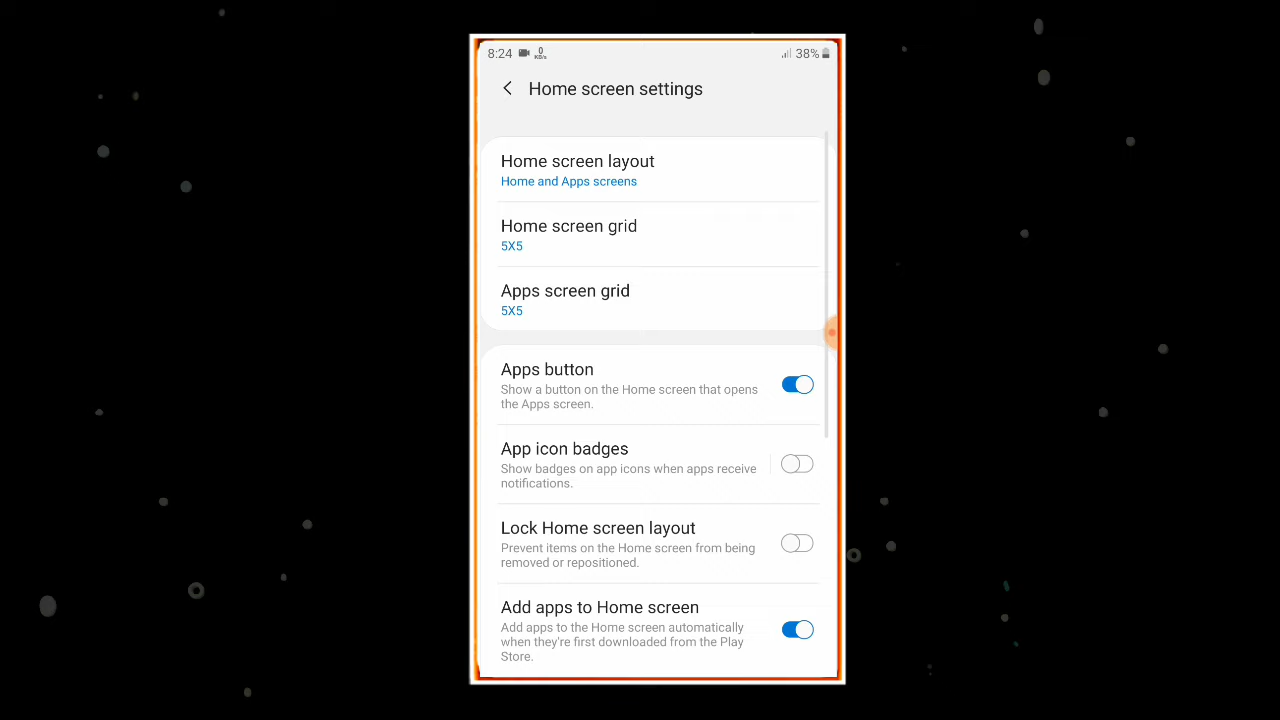 8:24 0 KB/s 38%
Home screen settings
Home screen layout
Home and Apps screens
Home screen grid
5X5
Apps screen grid
5X5
Apps button
Show a button on the Home screen that opens
the Apps screen.
App icon badges
Show badges on app icons when apps receive
notifications.
Lock Home screen layout
Prevent items on the Home screen from being
removed or repositioned.
Add apps to Home screen
Add apps to the Home screen automatically
when they're first downloaded from the Play
Store.